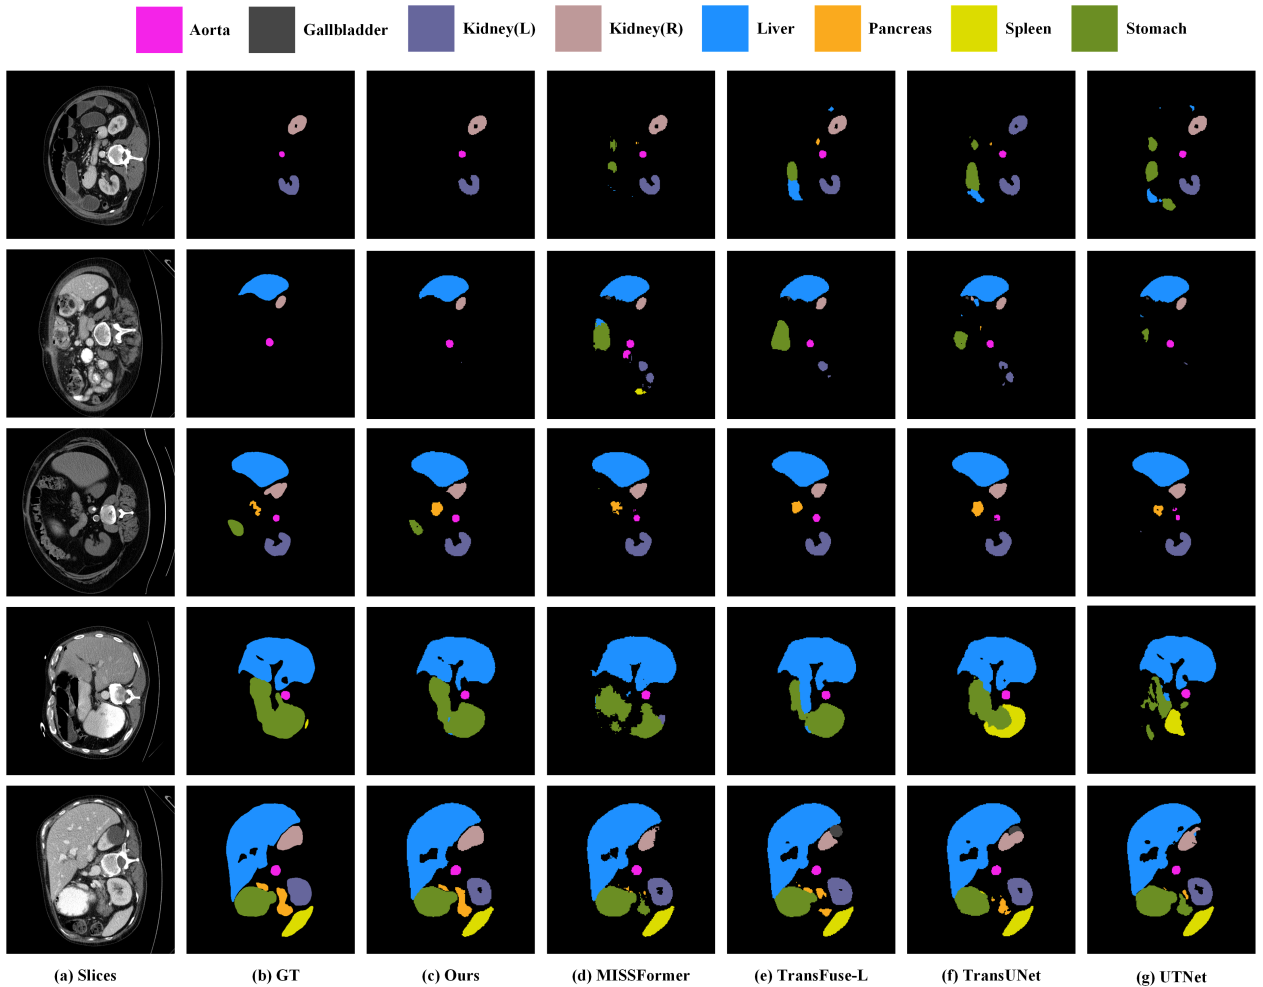 Aorta Gallbladder Kidney(L) Kidney(R) Liver Pancreas Spleen Stomach
(a) Slices (b) GT (c) Ours (d) MISSFormer (e) TransFuse-L (f) TransUNet (g) UTNet